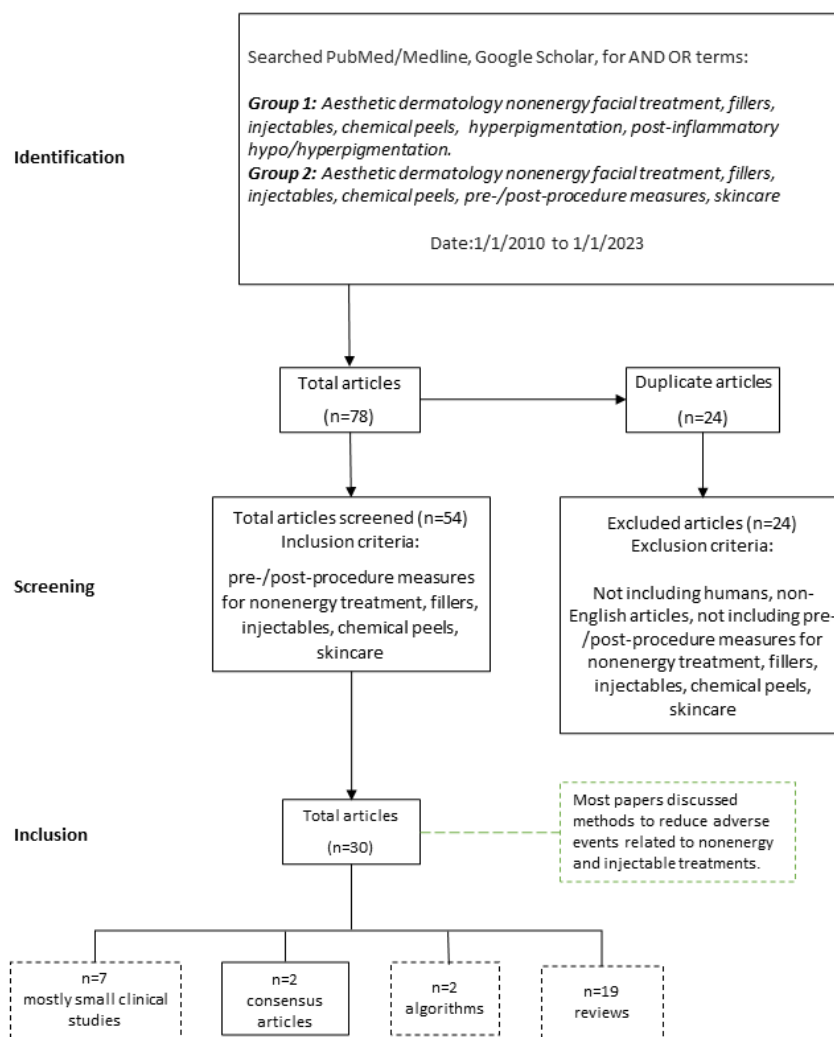 Searched PubMed/Medline, Google Scholar, for AND OR terms:
Group 1: Aesthetic dermatology nonenergy facial treatment, fillers,
injectables, chemical peels, hyperpigmentation, post-inflammatory
hypo/hyperpigmentation.
Group 2: Aesthetic dermatology nonenergy facial treatment, fillers,
injectables, chemical peels, pre-/post-procedure measures, skincare
Date:1/1/2010 to 1/1/2023
Identification
Total articles
(n=78)
Duplicate articles
(n=24)
Screening
Total articles screened (n=54)
Inclusion criteria:
pre-/post-procedure measures
for nonenergy treatment, fillers,
injectables, chemical peels,
skincare
Excluded articles (n=24)
Exclusion criteria:
Not including humans, non-
English articles, not including pre-
/post-procedure measures for
nonenergy treatment, fillers,
injectables, chemical peels,
skincare
Inclusion
Total articles
(n=30)
Most papers discussed
methods to reduce adverse
events related to nonenergy
and injectable treatments.
n=7
mostly small clinical
studies
n=2
consensus
articles
n=2
algorithms
n=19
reviews